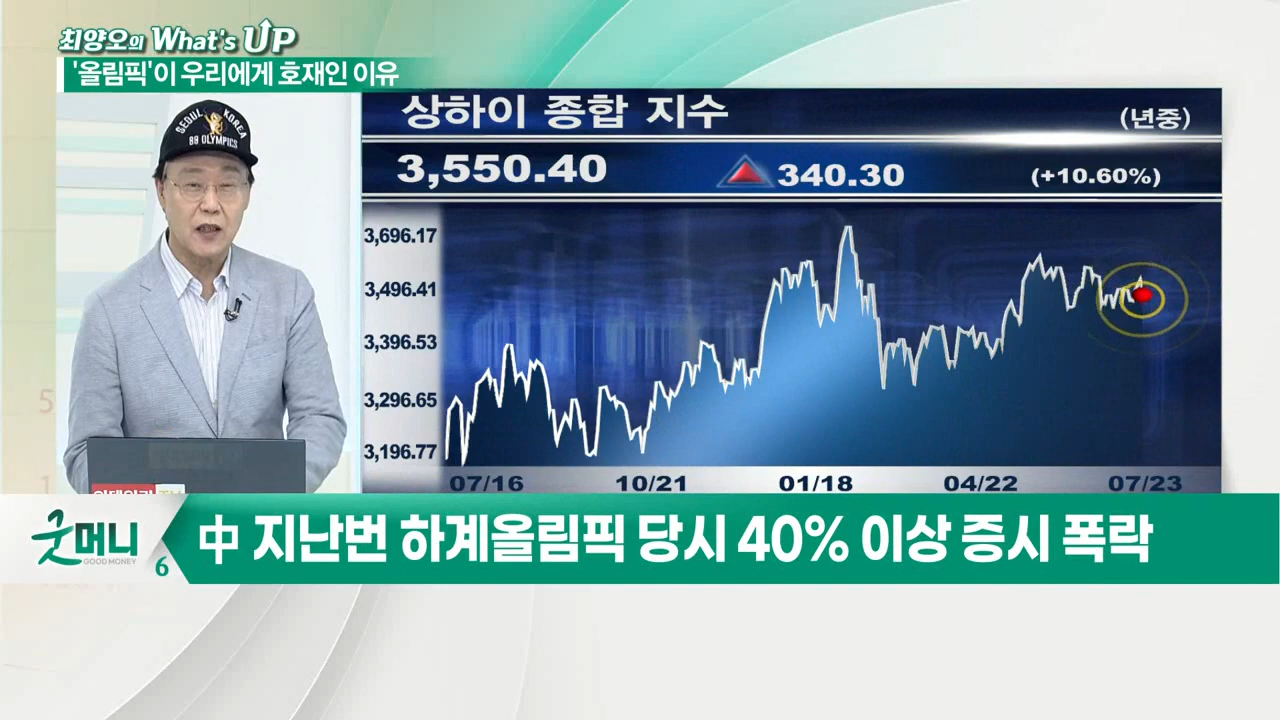 최양오의 What's UP
'올림픽'이 우리에게 호재인 이유
SEOUL KOREA
88 OLYMPICS
상하이 종합 지수
(년중)
3,550.40
340.30
(+10.60%)
3,696.17
3,496.41
3,396.53
3,296.65
3,196.77
07/16
10/21
01/18
04/22
07/23
굿머니
GOOD MONEY
6
中 지난번 하계올림픽 당시 40% 이상 증시 폭락